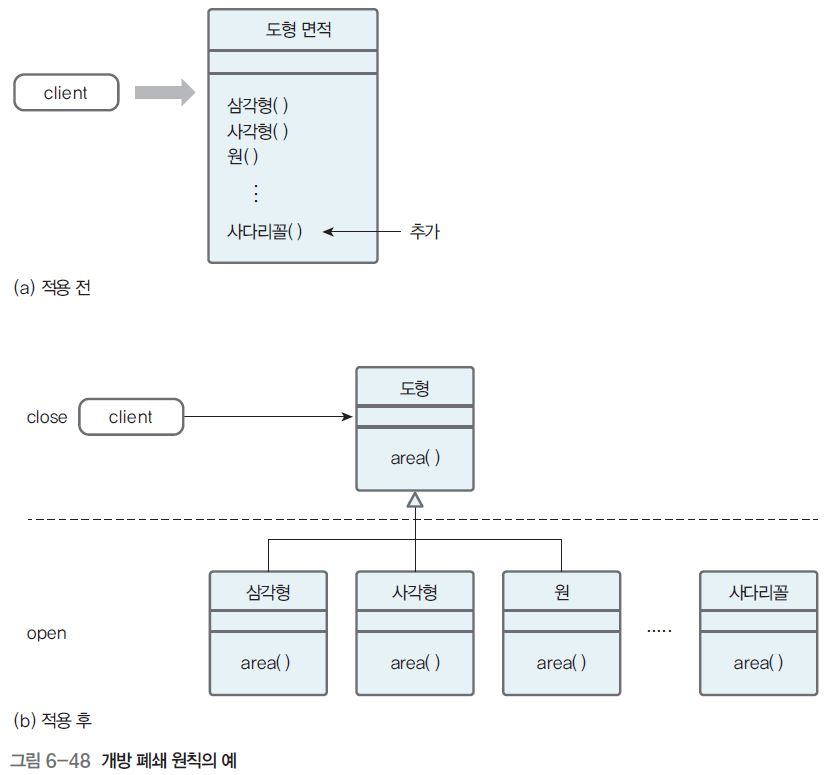 도형 면적
client
삼각형( )
사각형( )
원( )
⋮
사다리꼴( )
추가
(a) 적용 전
도형
close
client
area( )
삼각형
사각형
원
사다리꼴
open
area( )
area( )
area( )
·····
area( )
(b) 적용 후
그림 6-48 개방 폐쇄 원칙의 예